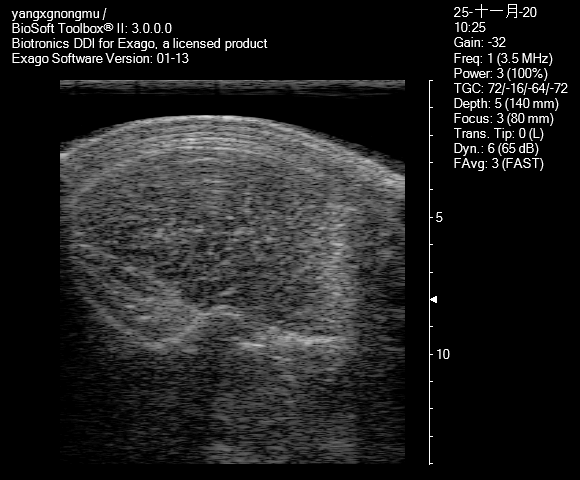 yangxgnongmu /
BioSoft Toolbox® II: 3.0.0.0
Biotronics DDI for Exago, a licensed product
Exago Software Version: 01-13
25-十一月-20
10:25
Gain: -32
Freq: 1 (3.5 MHz)
Power: 3 (100%)
TGC: 72/-16/-64/-72
Depth: 5 (140 mm)
Focus: 3 (80 mm)
Trans. Tip: 0 (L)
Dyn.: 6 (65 dB)
FAvg: 3 (FAST)
5
10